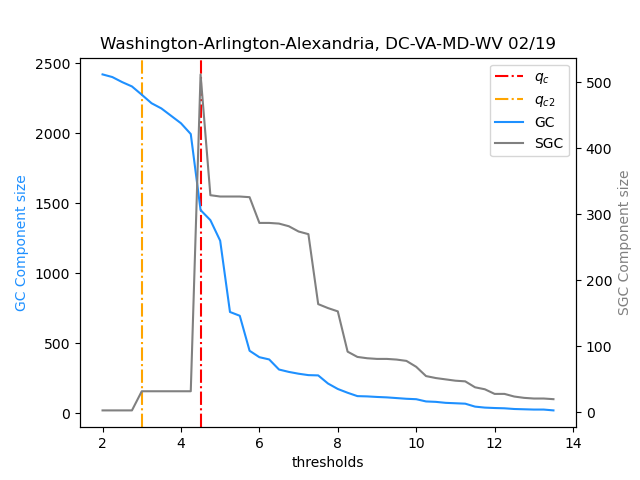 Washington-Arlington-Alexandria, DC-VA-MD-WV 02/19
2500
2000
1500
1000
500
0
GC Component size
500
400
300
200
100
0
SGC Component size
q_c
q_c2
GC
SGC
2 4 6 8 10 12 14
thresholds